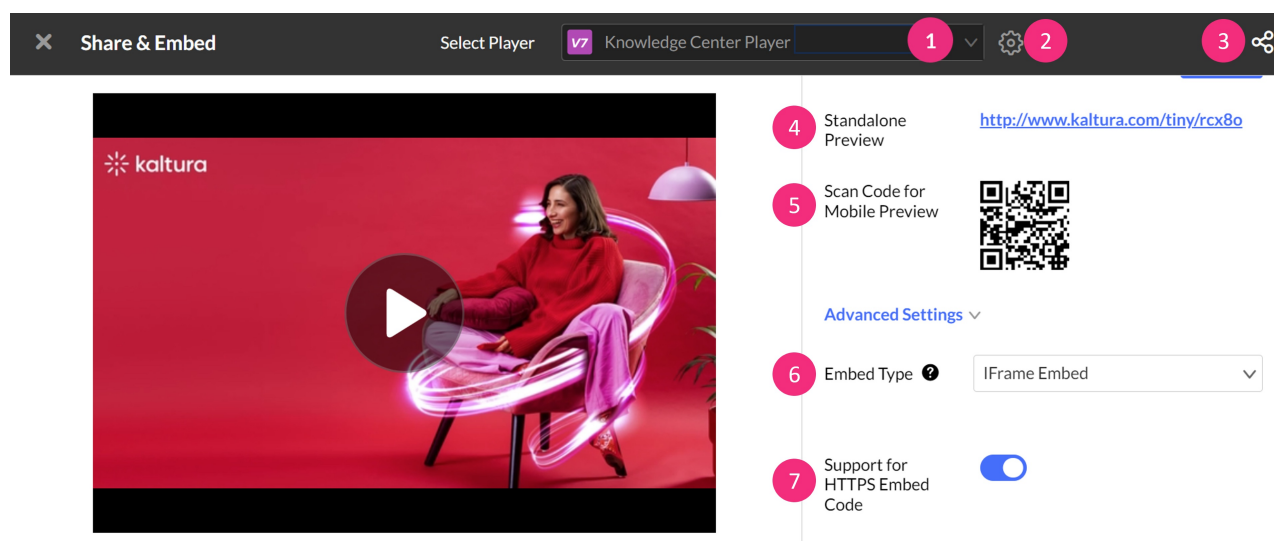 Share & Embed
Select Player
V7 Knowledge Center Player
1
2
3
kaltura
4
Standalone
Preview
http://www.kaltura.com/tiny/rcx8o
5
Scan Code for
Mobile Preview
Advanced Settings
6
Embed Type ?
IFrame Embed
7
Support for
HTTPS Embed
Code